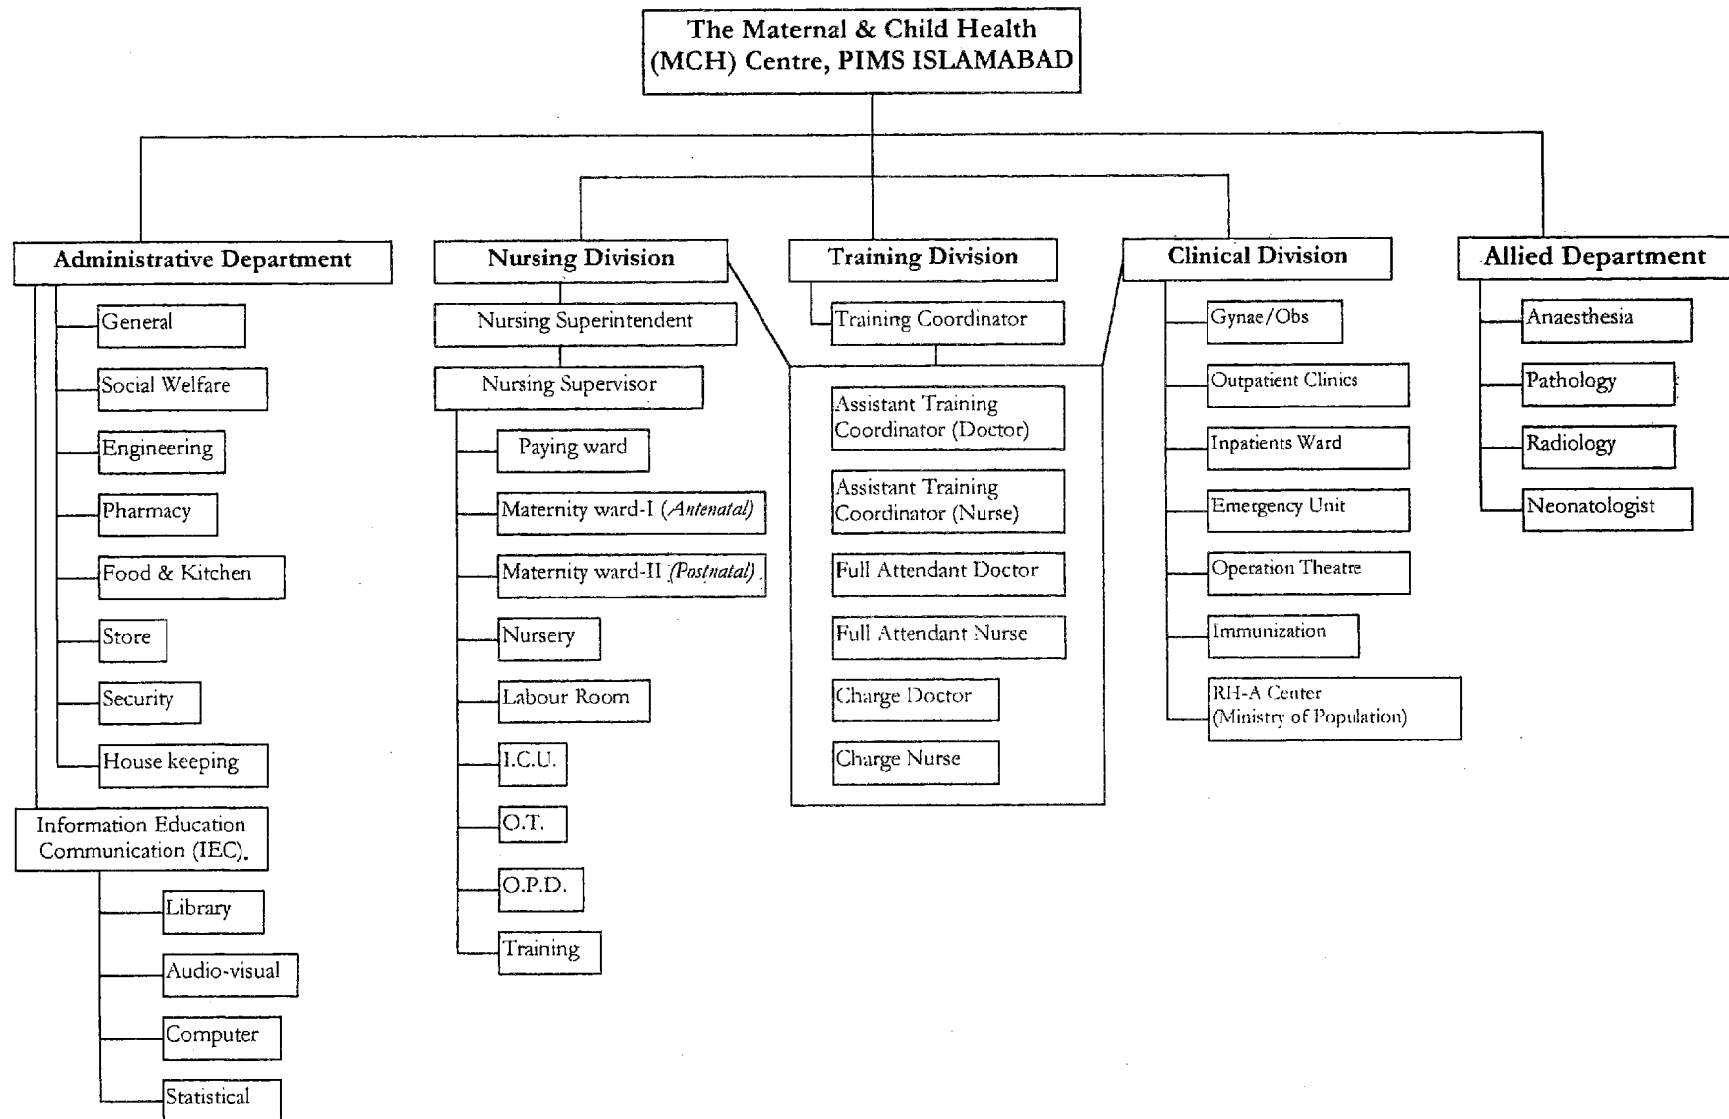 The Maternal & Child Health
(MCH) Centre, PIMS ISLAMABAD
Administrative Department
General
Social Welfare
Engineering
Pharmacy
Food & Kitchen
Store
Security
House keeping
Information Education
Communication (IEC).
Library
Audio-visual
Computer
Statistical
Nursing Division
Nursing Superintendent
Nursing Supervisor
Paying ward
Maternity ward-I (Antenatal)
Maternity ward-II (Postnatal)
Nursery
Labour Room
I.C.U.
O.T.
O.P.D.
Training
Training Division
Training Coordinator
Assistant Training
Coordinator (Doctor)
Assistant Training
Coordinator (Nurse)
Full Attendant Doctor
Full Attendant Nurse
Charge Doctor
Charge Nurse
Clinical Division
Gynae/Obs
Outpatient Clinics
Inpatients Ward
Emergency Unit
Operation Theatre
Immunization
RH-A Center
(Ministry of Population)
Allied Department
Anaesthesia
Pathology
Radiology
Neonatologist